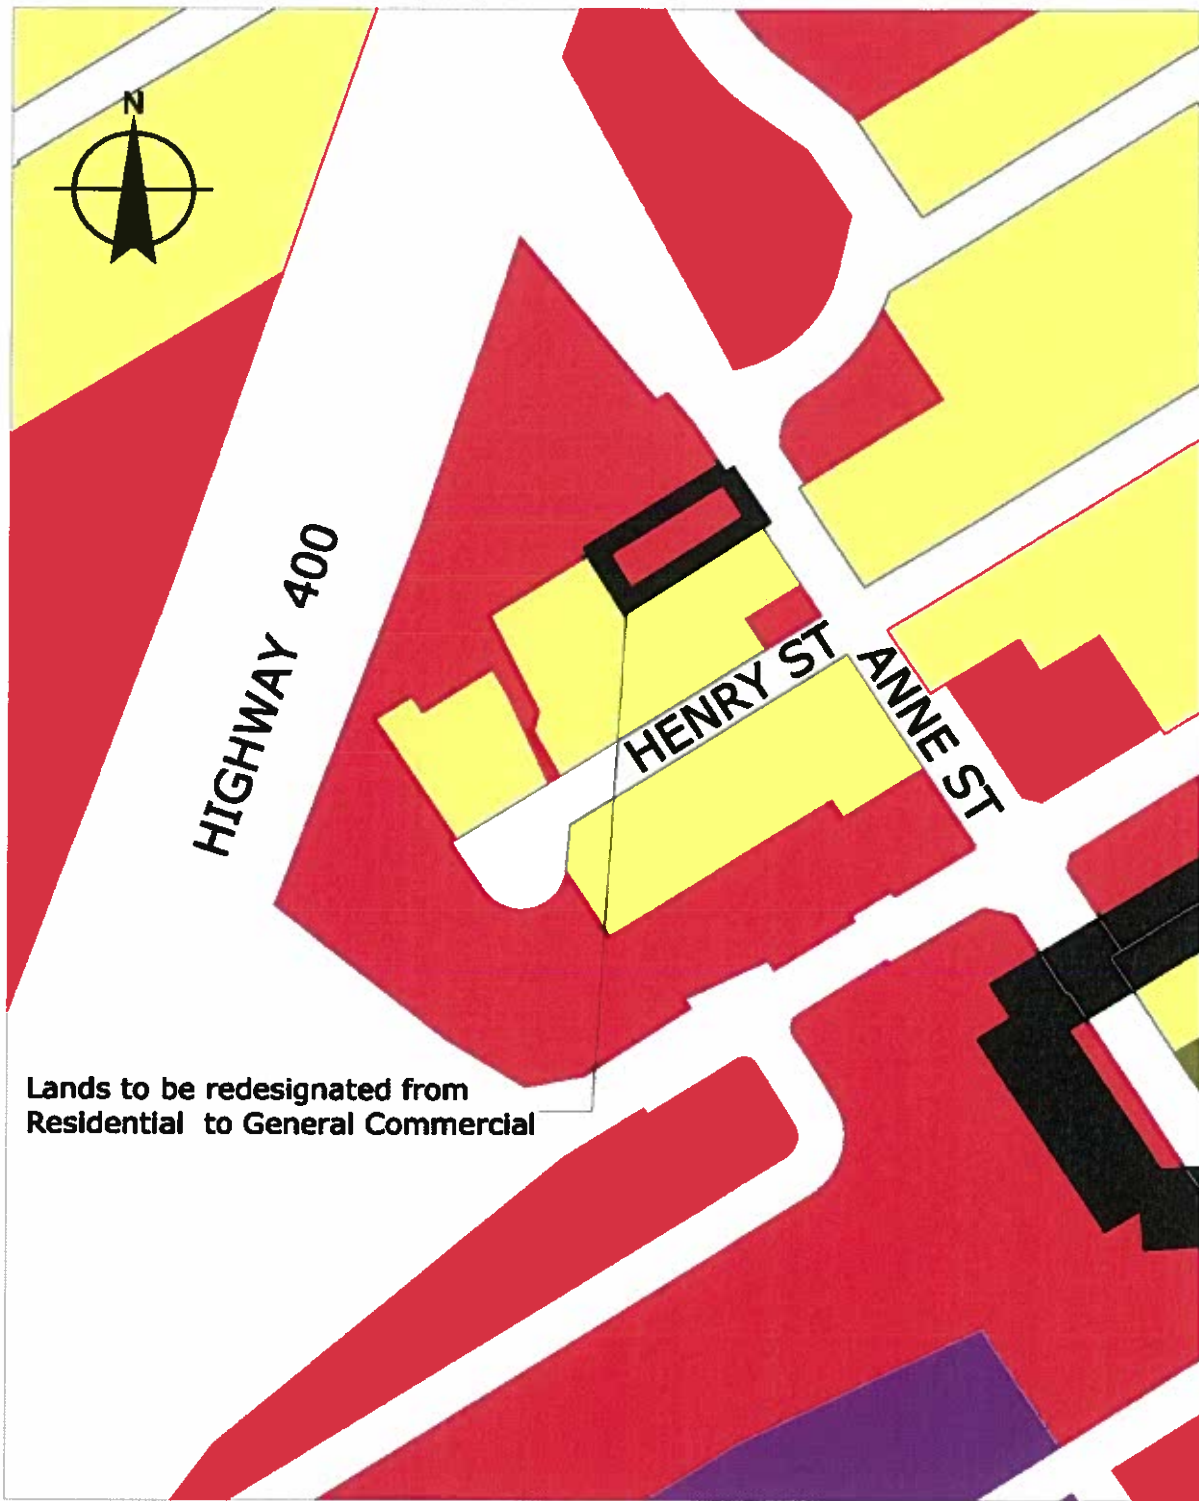 N
HIGHWAY 400
HENRY ST
ANNE ST
Lands to be redesignated from
Residential to General Commercial